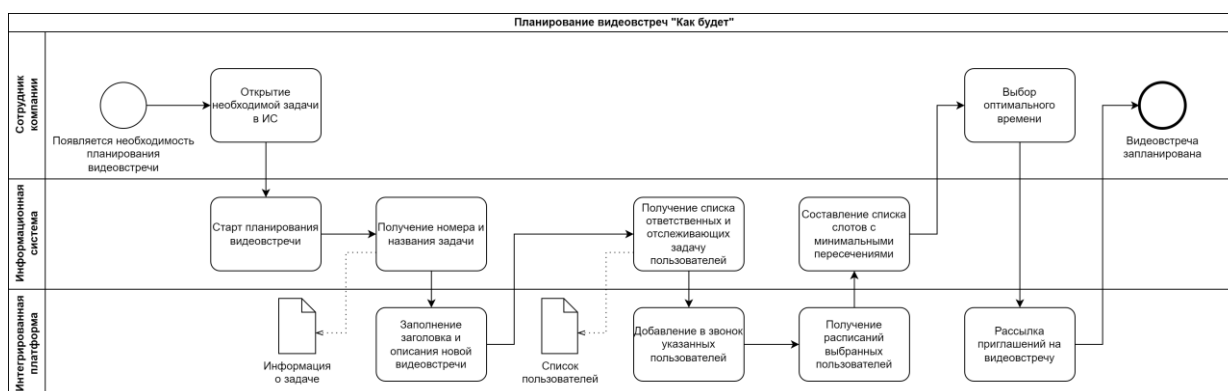 Планирование видеовстреч "Как будет"
Сотрудник
компании
Появляется необходимость
планирования
видеовстречи
Открытие
необходимой задачи
в ИС
Выбор
оптимального
времени
Видеовстреча
запланирована
Информационная
система
Старт планирования
видеовстречи
Получение номера и
названия задачи
Получение списка
ответственных и
отслеживающих
задачу
пользователей
Составление списка
слотов с
минимальными
пересечениями
Интегрированная
платформа
Информация
о задаче
Заполнение
заголовка и
описания новой
видеовстречи
Список
пользователей
Добавление в звонок
указанных
пользователей
Получение
расписаний
выбранных
пользователей
Рассылка
приглашений на
видеовстречу